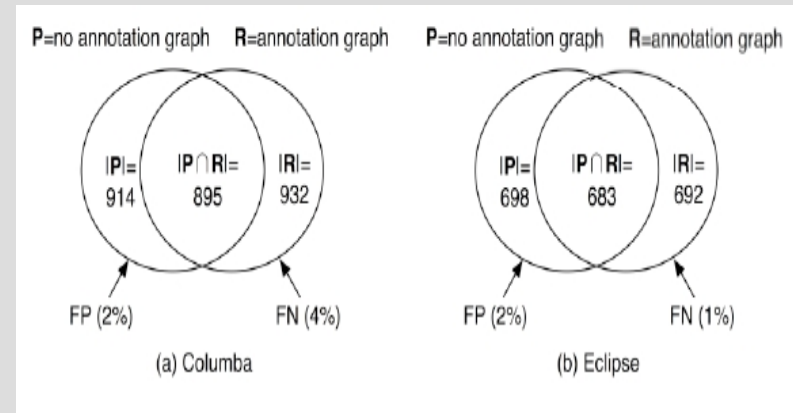 P=no annotation graph R=annotation graph
|P|= |P∩R|= |R|=
914 895 932
FP (2%) FN (4%)
(a) Columba
P=no annotation graph R=annotation graph
|P|= |P∩R|= |R|=
698 683 692
FP (2%) FN (1%)
(b) Eclipse